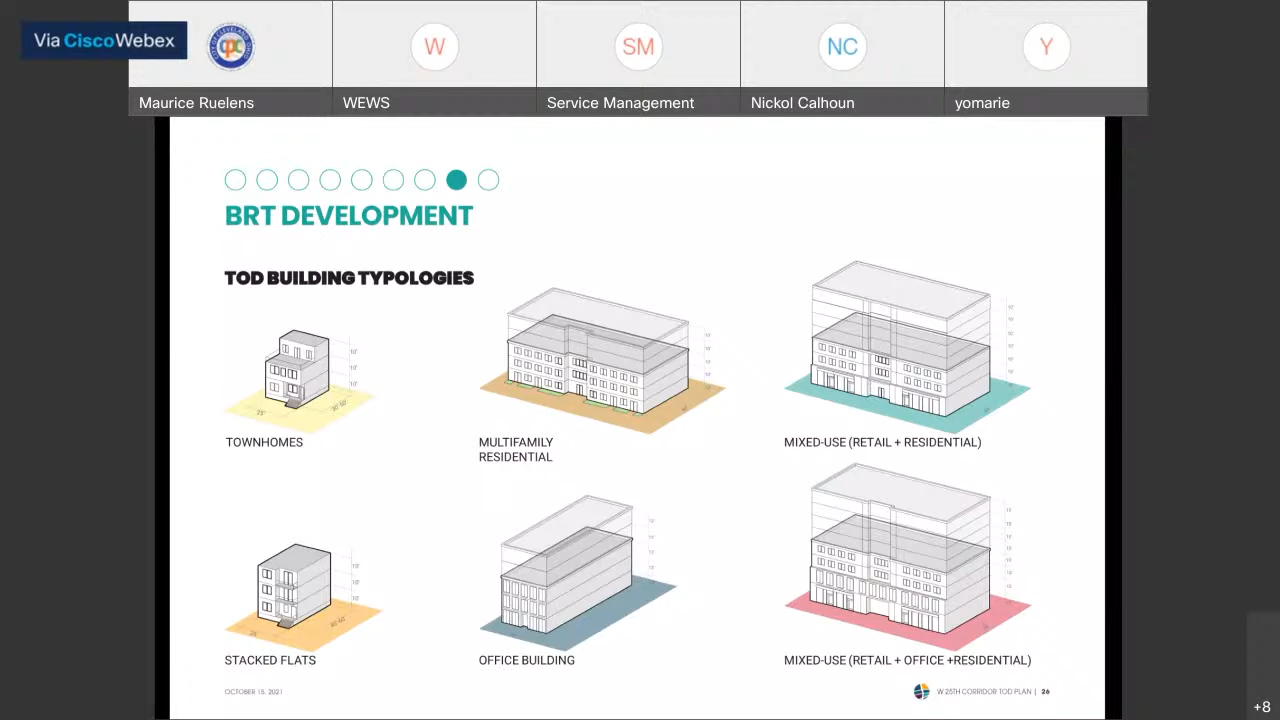 Via CiscoWebex
W
SM
NC
Y
Maurice Ruelens
WEWS
Service Management
Nickol Calhoun
yomarie
BRT DEVELOPMENT
TOD BUILDING TYPOLOGIES
TOWNHOMES
MULTIFAMILY
RESIDENTIAL
MIXED-USE (RETAIL + RESIDENTIAL)
STACKED FLATS
OFFICE BUILDING
MIXED-USE (RETAIL + OFFICE +RESIDENTIAL)
OCTOBER 15, 2021
W 25TH CORRIDOR TOD PLAN | 26
+8